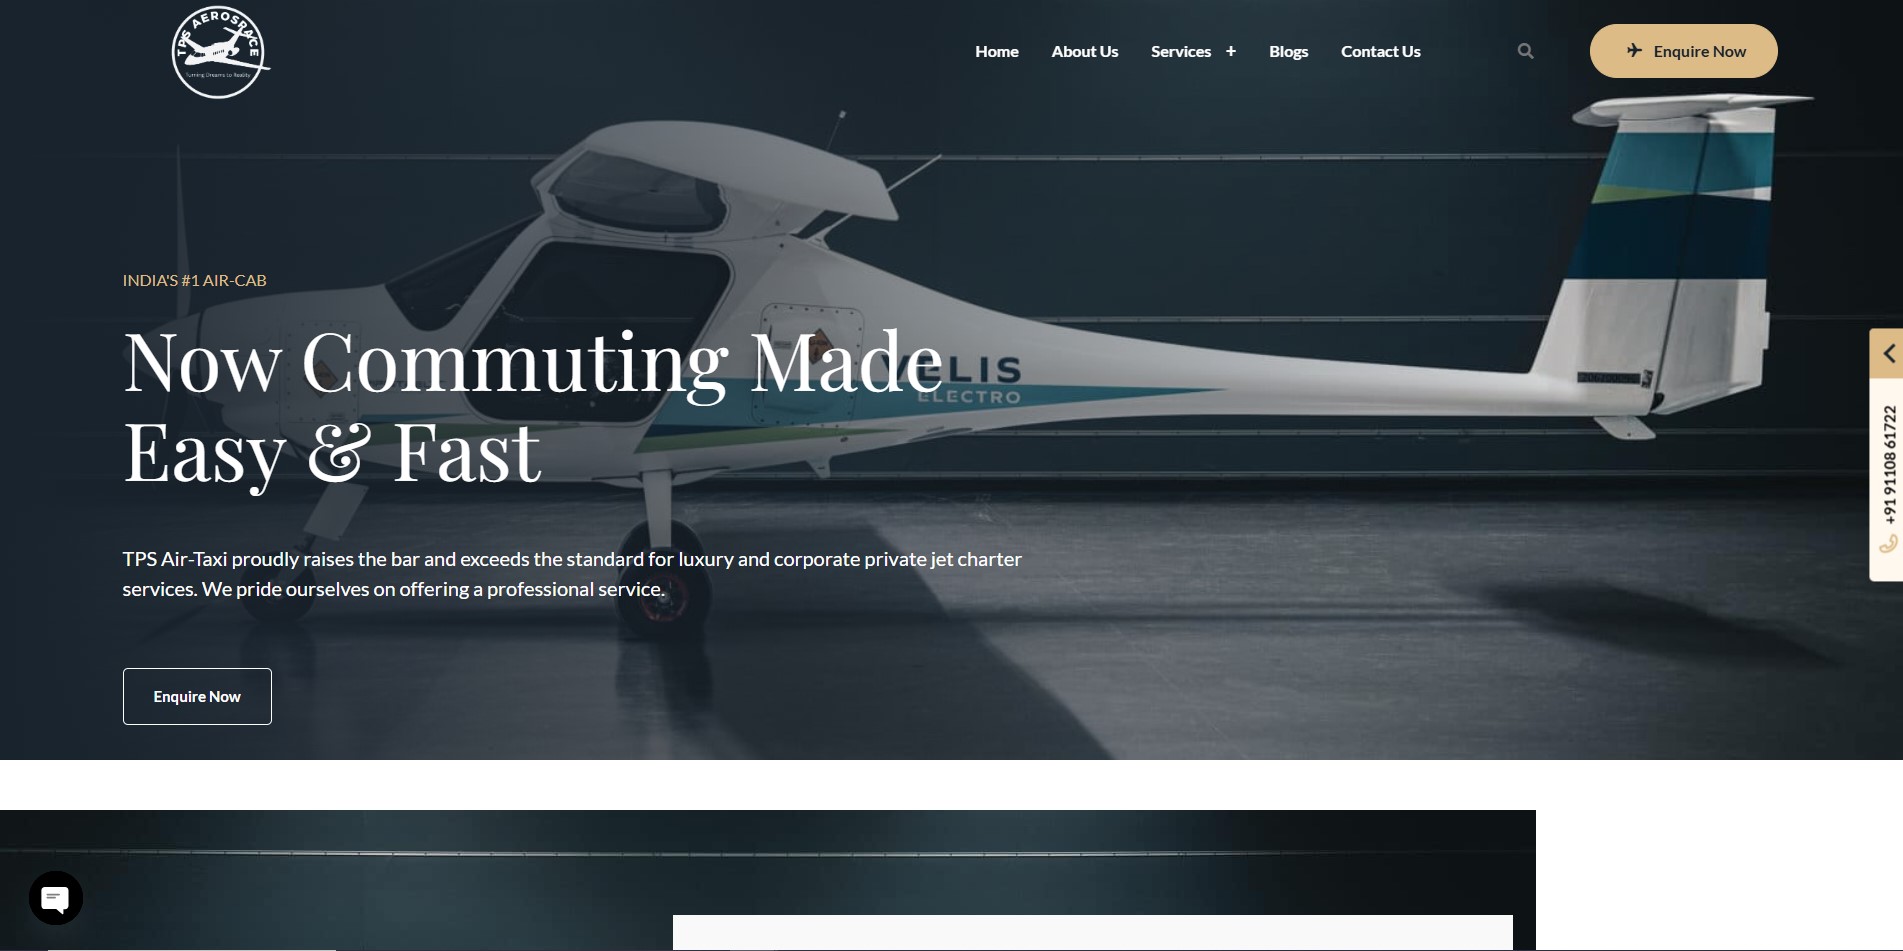 TPS AEROSPACE
Turning Dreams to Reality
Home
About Us
Services +
Blogs
Contact Us
Enquire Now
INDIA'S #1 AIR-CAB
Now Commuting Made
Easy & Fast
VELIS
ELECTRO
TPS Air-Taxi proudly raises the bar and exceeds the standard for luxury and corporate private jet charter
services. We pride ourselves on offering a professional service.
Enquire Now
+91 91108 61722